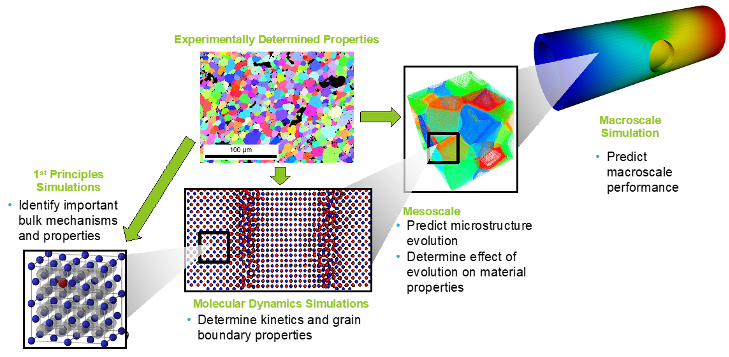 Experimentally Determined Properties
100 µm
Macroscale
Simulation
• Predict
macroscale
performance
1st Principles
Simulations
• Identify important
bulk mechanisms
and properties
Mesoscale
• Predict microstructure
evolution
• Determine effect of
evolution on material
properties
Molecular Dynamics Simulations
• Determine kinetics and grain
boundary properties